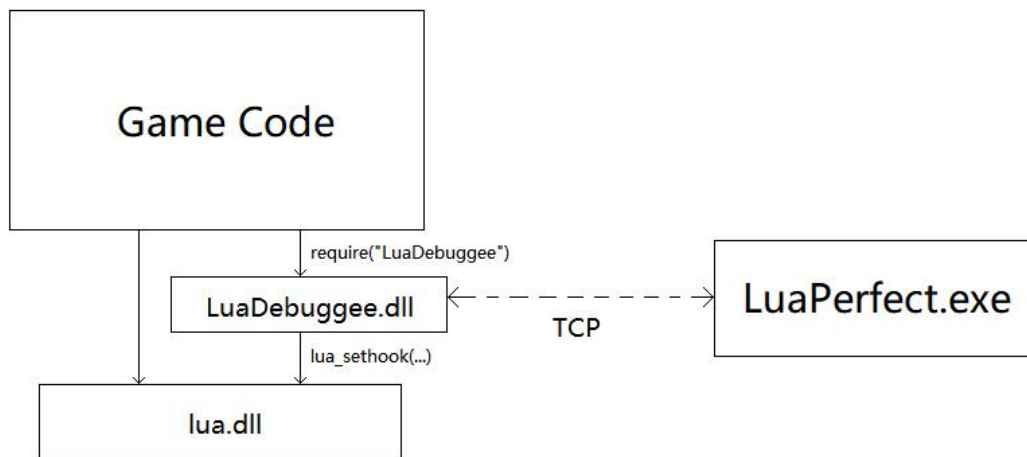 Game Code
require("LuaDebuggee")
LuaDebuggee.dll
TCP
LuaPerfect.exe
lua_sethook(...)
lua.dll